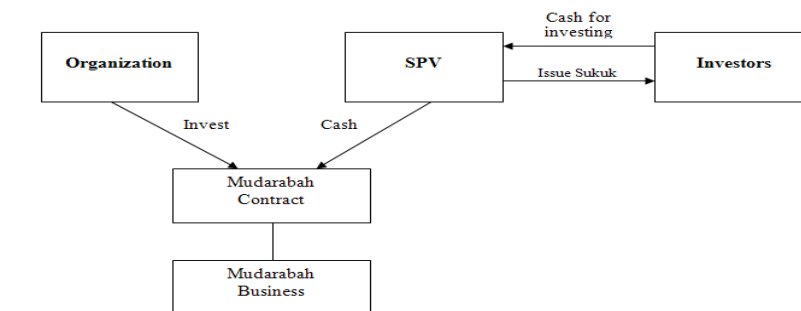 Cash for
investing
Organization
SPV
Investors
Issue Sukuk
Invest
Cash
Mudarabah
Contract
Mudarabah
Business